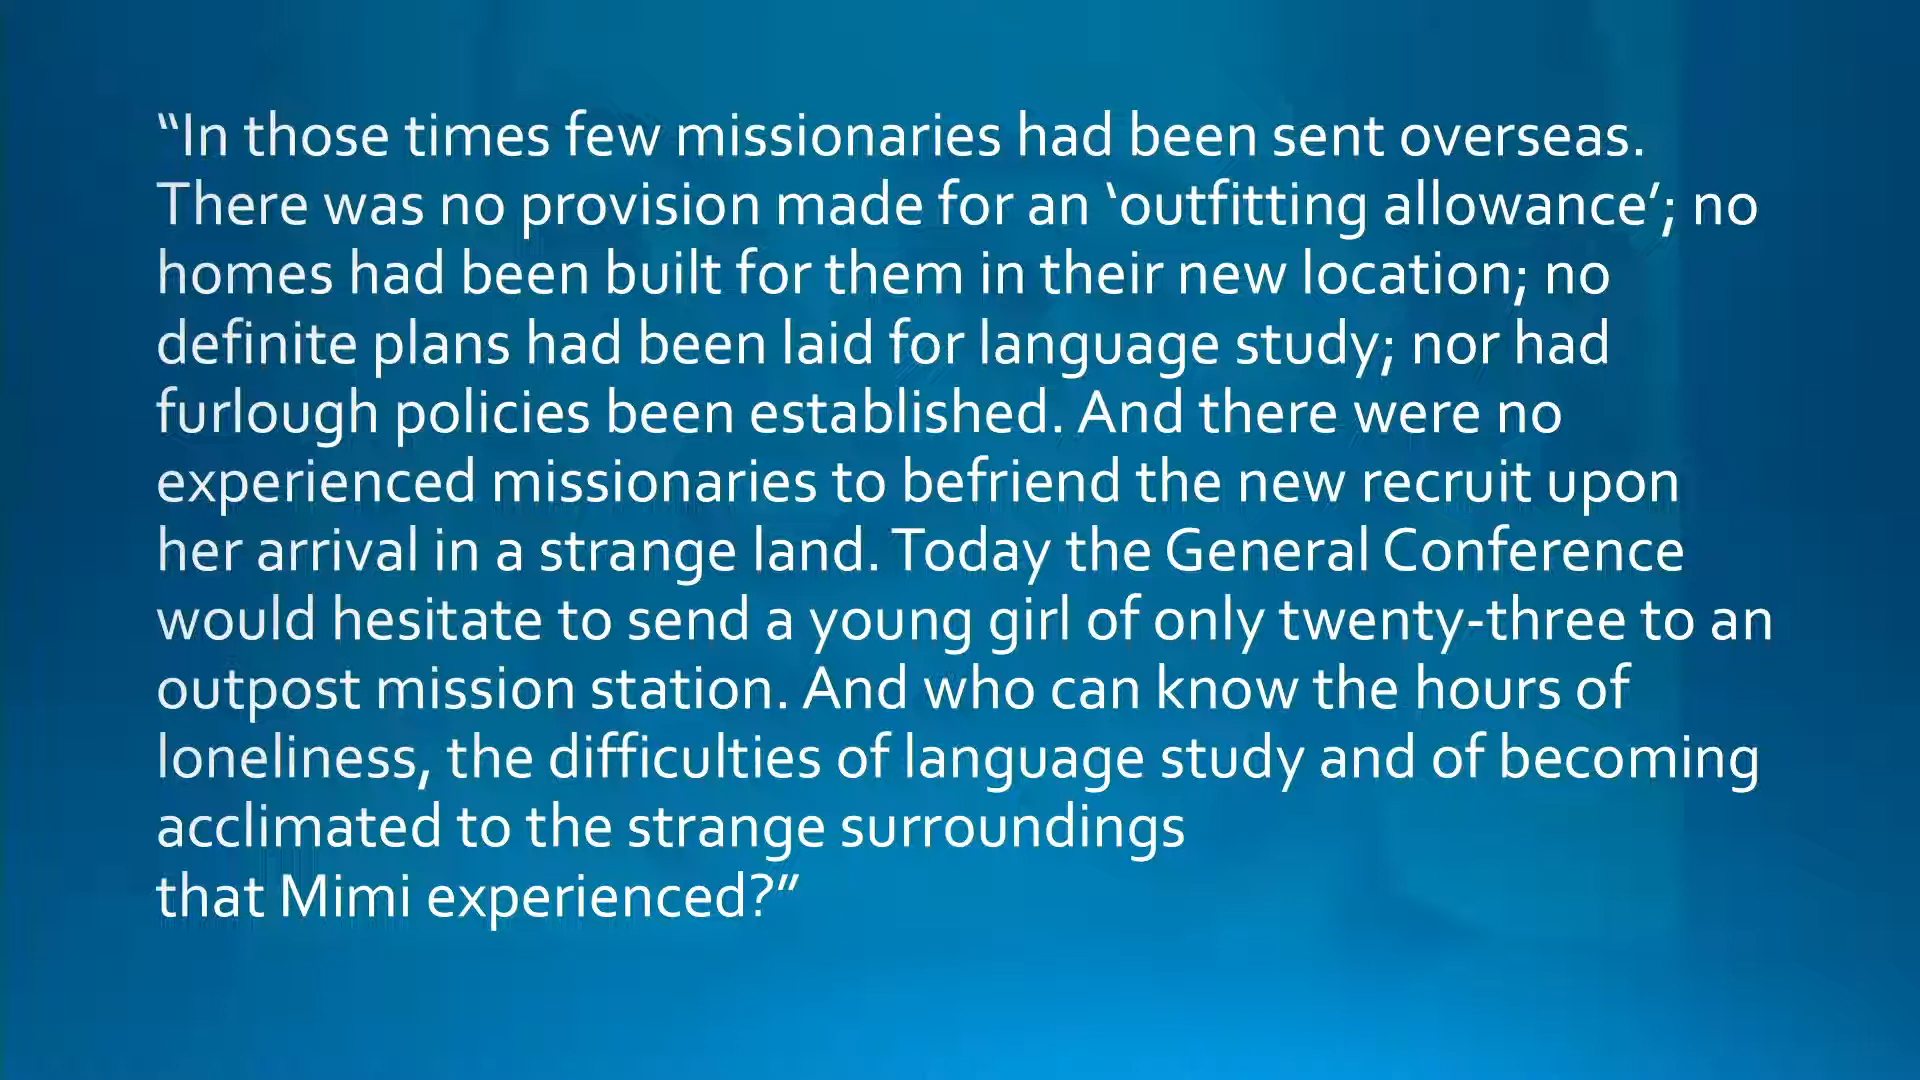 “In those times few missionaries had been sent overseas.
There was no provision made for an ‘outfitting allowance’; no
homes had been built for them in their new location; no
definite plans had been laid for language study; nor had
furlough policies been established. And there were no
experienced missionaries to befriend the new recruit upon
her arrival in a strange land. Today the General Conference
would hesitate to send a young girl of only twenty-three to an
outpost mission station. And who can know the hours of
loneliness, the difficulties of language study and of becoming
acclimated to the strange surroundings
that Mimi experienced?”